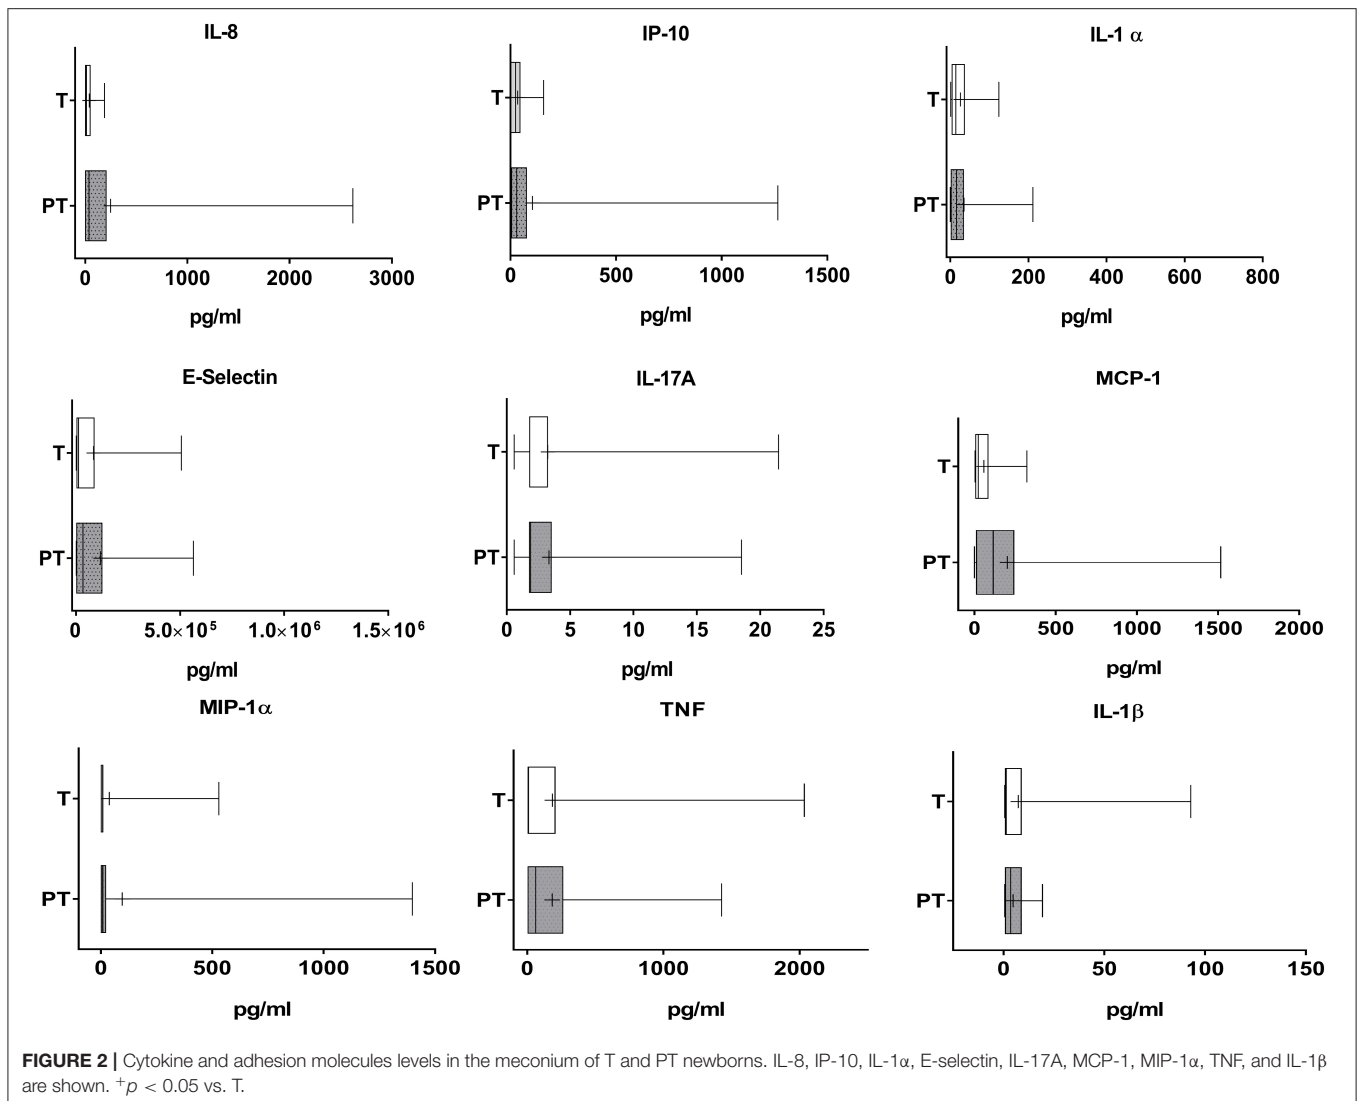 IL-8
T
PT
0 1000 2000 3000
pg/ml
IP-10
T
PT
0 500 1000 1500
pg/ml
IL-1 α
T
PT
0 200 400 600 800
pg/ml
E-Selectin
T
PT
0 5.0×10⁵ 1.0×10⁶ 1.5×10⁶
pg/ml
IL-17A
T
PT
0 5 10 15 20 25
pg/ml
MCP-1
T
PT
0 500 1000 1500 2000
pg/ml
MIP-1α
T
PT
0 500 1000 1500
pg/ml
TNF
T
PT
0 1000 2000
pg/ml
IL-1β
T
PT
0 50 100 150
pg/ml
FIGURE 2 | Cytokine and adhesion molecules levels in the meconium of T and PT newborns. IL-8, IP-10, IL-1α, E-selectin, IL-17A, MCP-1, MIP-1α, TNF, and IL-1β
are shown. ⁺p < 0.05 vs. T.